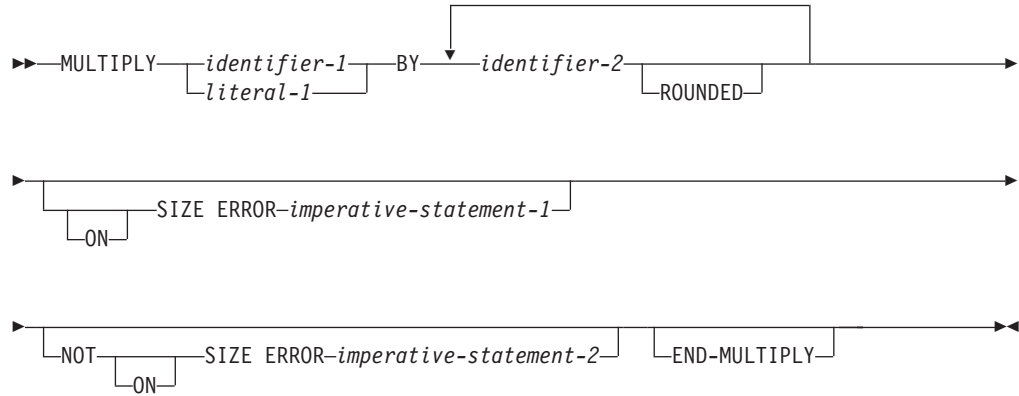 MULTIPLY identifier-1 BY identifier-2
literal-1 ROUNDED
SIZE ERROR imperative-statement-1
ON
NOT SIZE ERROR imperative-statement-2 END-MULTIPLY
ON